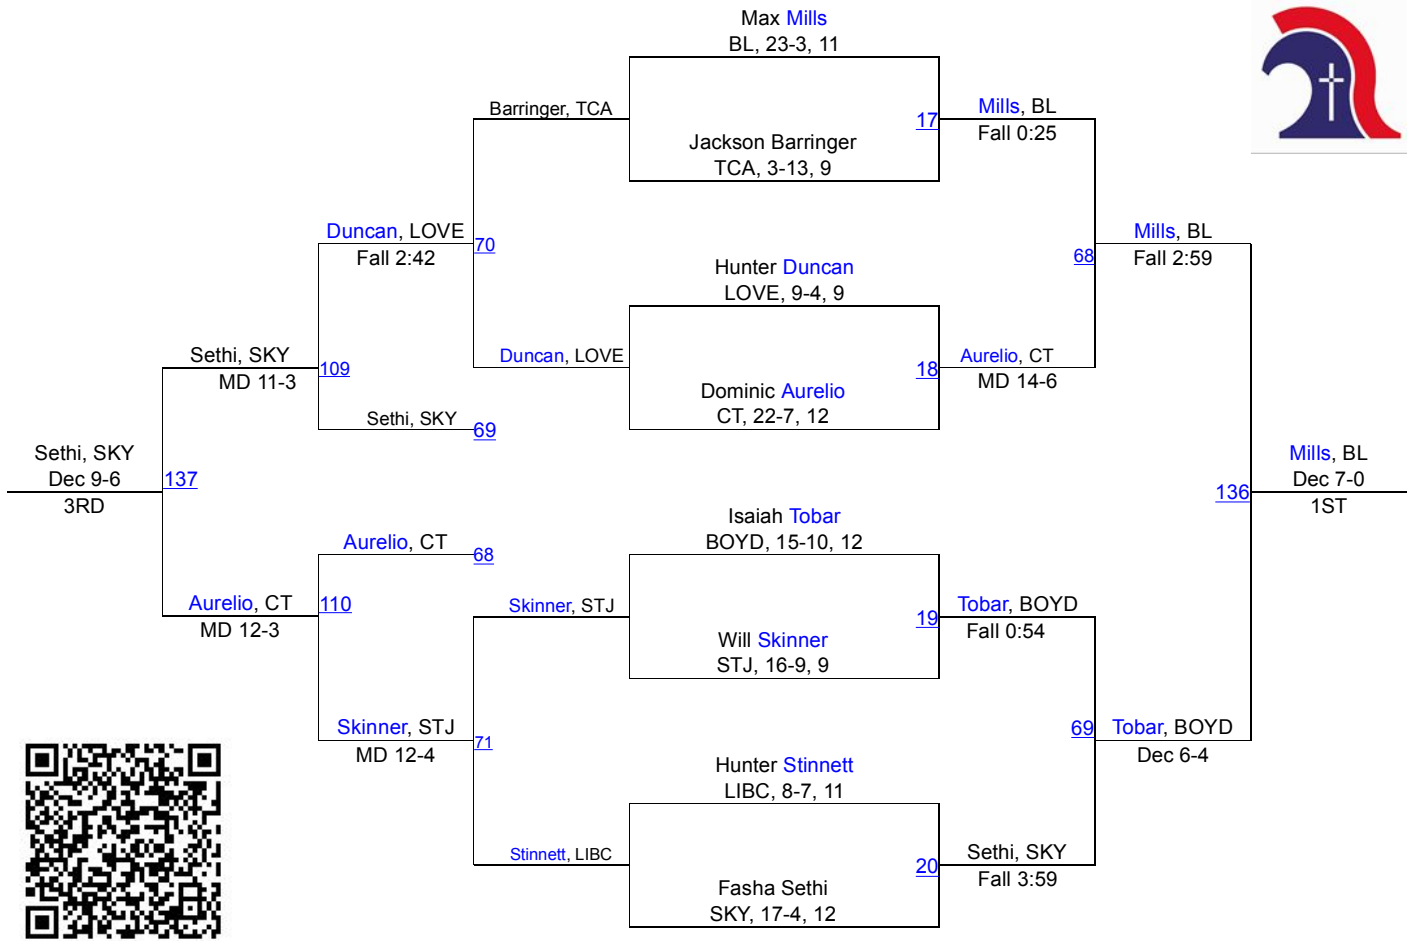 Max Mills
BL, 23-3, 11
Barringer, TCA
17
Mills, BL
Fall 0:25
Jackson Barringer
TCA, 3-13, 9
Duncan, LOVE
Fall 2:42
70
Mills, BL
Fall 2:59
68
Hunter Duncan
LOVE, 9-4, 9
Sethi, SKY
MD 11-3
109
Duncan, LOVE
18
Aurelio, CT
MD 14-6
Dominic Aurelio
CT, 22-7, 12
Sethi, SKY
69
Sethi, SKY
Dec 9-6
3RD
137
136
Mills, BL
Dec 7-0
1ST
Isaiah Tobar
BOYD, 15-10, 12
Aurelio, CT
68
Aurelio, CT
MD 12-3
110
Skinner, STJ
19
Tobar, BOYD
Fall 0:54
Will Skinner
STJ, 16-9, 9
Skinner, STJ
MD 12-4
71
69
Tobar, BOYD
Dec 6-4
Hunter Stinnett
LIBC, 8-7, 11
Stinnett, LIBC
20
Sethi, SKY
Fall 3:59
Fasha Sethi
SKY, 17-4, 12